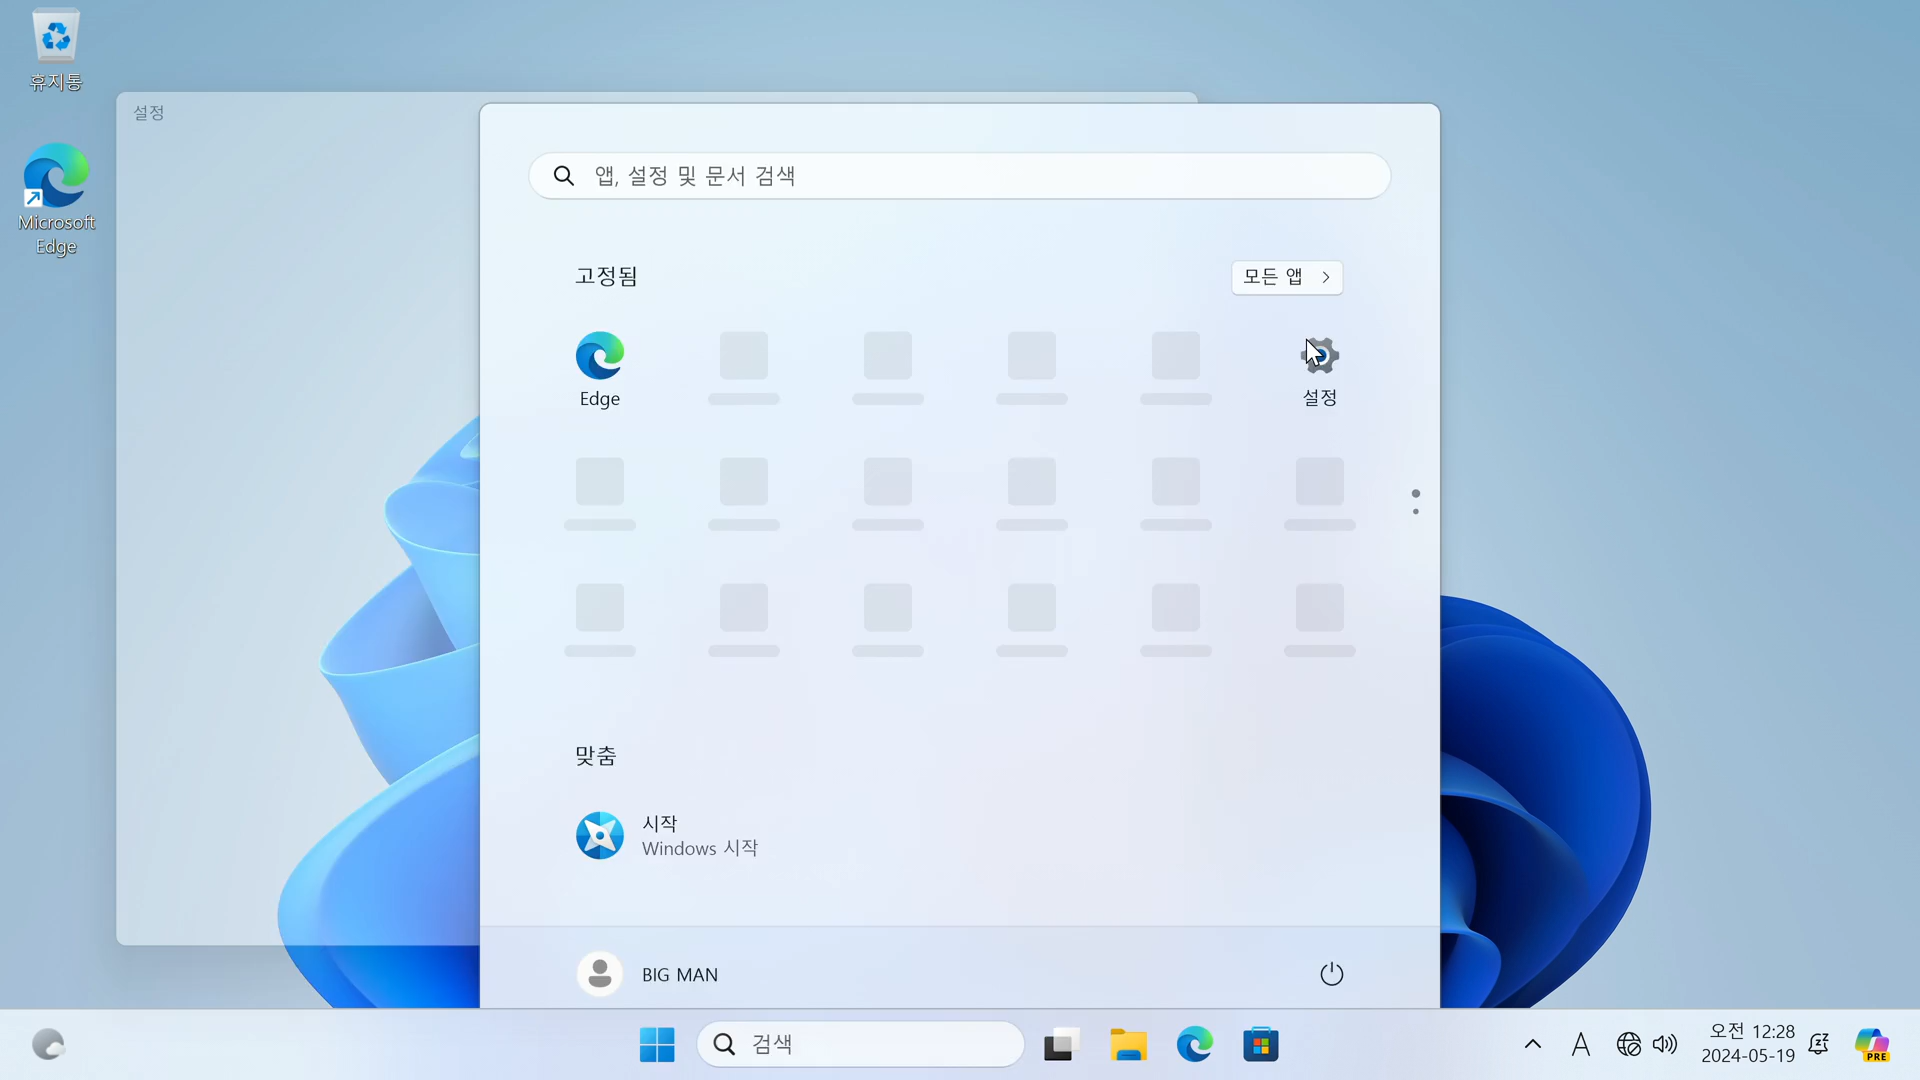 휴지통
Microsoft
Edge
설정
앱, 설정 및 문서 검색
고정됨
모든 앱
Edge
설정
맞춤
시작
Windows 시작
BIG MAN
검색
A
오전 12:28
2024-05-19
PRE